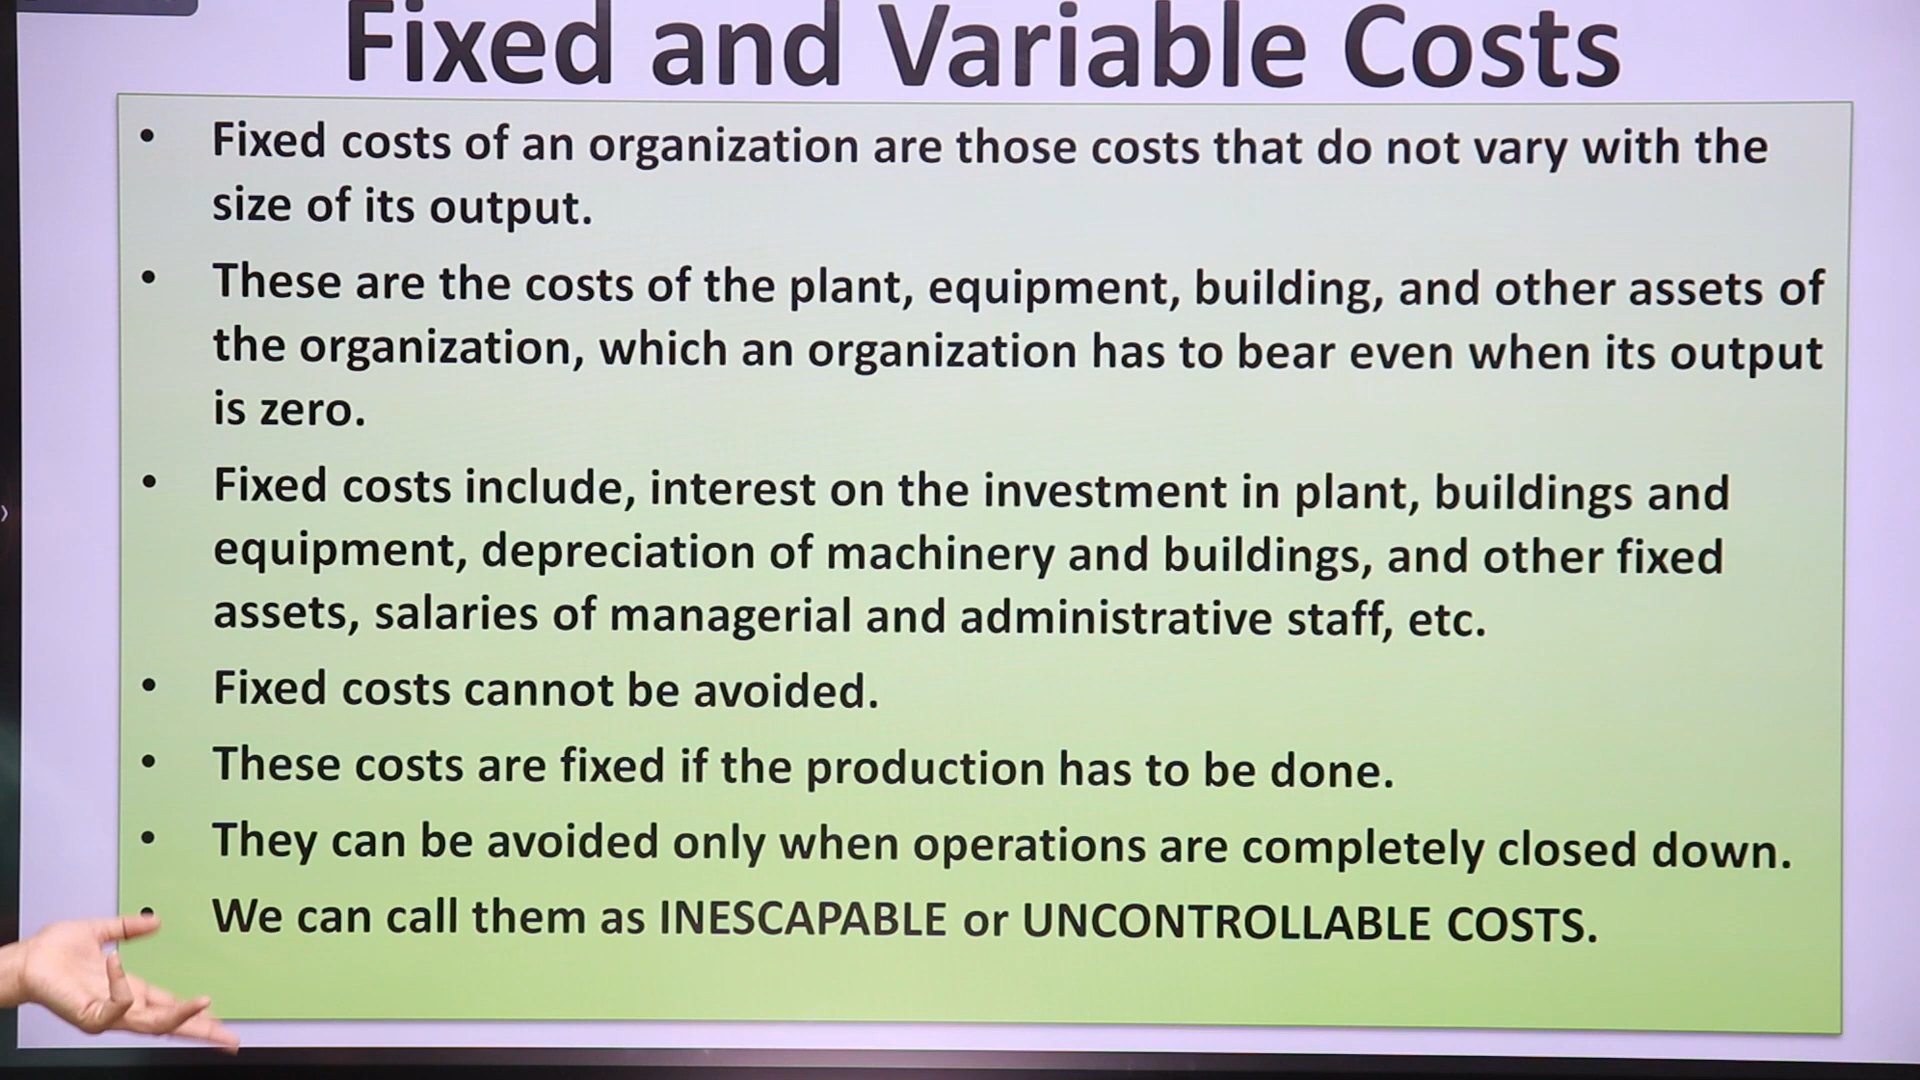 Fixed and Variable Costs
• Fixed costs of an organization are those costs that do not vary with the
size of its output.
• These are the costs of the plant, equipment, building, and other assets of
the organization, which an organization has to bear even when its output
is zero.
• Fixed costs include, interest on the investment in plant, buildings and
equipment, depreciation of machinery and buildings, and other fixed
assets, salaries of managerial and administrative staff, etc.
• Fixed costs cannot be avoided.
• These costs are fixed if the production has to be done.
• They can be avoided only when operations are completely closed down.
• We can call them as INESCAPABLE or UNCONTROLLABLE COSTS.